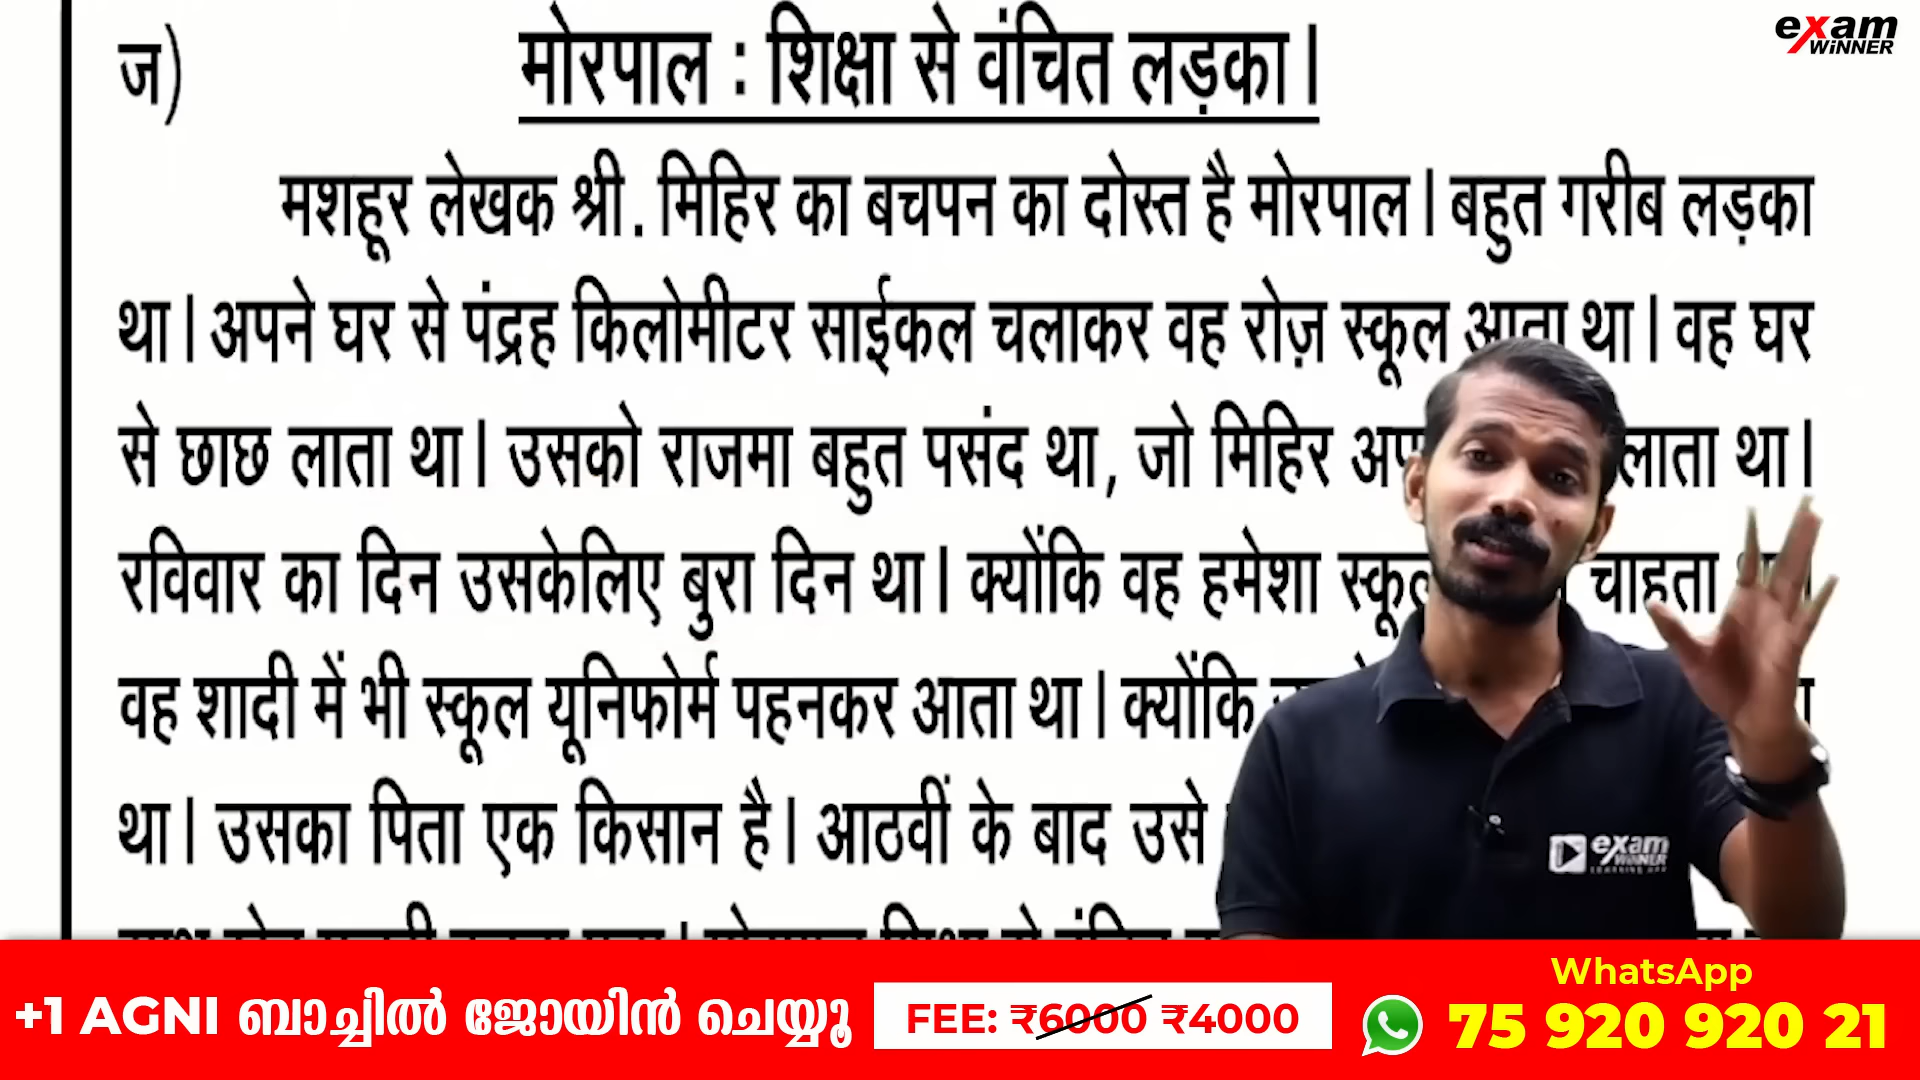 exam
WiNNER
ज) मोरपाल : शिक्षा से वंचित लड़का।
मशहूर लेखक श्री. मिहिर का बचपन का दोस्त है मोरपाल। बहुत गरीब लड़का
था। अपने घर से पंद्रह किलोमीटर साईकल चलाकर वह रोज़ स्कूल आता था। वह घर
से छाछ लाता था। उसको राजमा बहुत पसंद था, जो मिहिर लाता था।
रविवार का दिन उसकेलिए बुरा दिन था। क्योंकि वह हमेशा चाहता
वह शादी में भी स्कूल यूनिफोर्म पहनकर आता था। क्योंकि
था। उसका पिता एक किसान है। आठवीं के बाद उसे
exam
WINNER
LEARNING APP
+1 AGNI ബാച്ചിൽ ജോയിൻ ചെയ്യൂ
FEE: ₹6000 ₹4000
WhatsApp
75 920 920 21